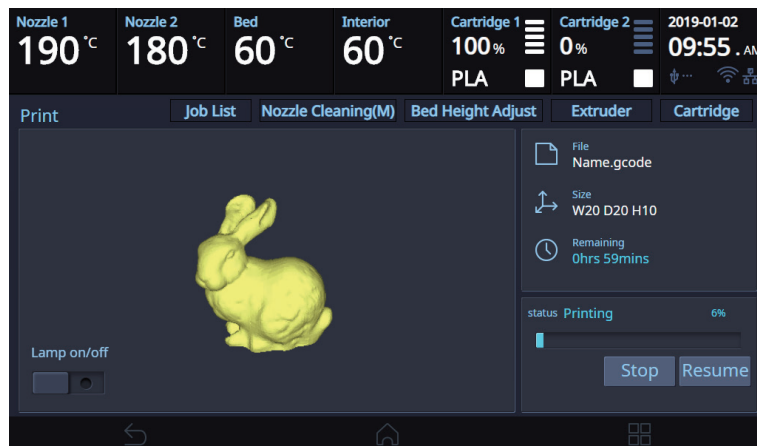 Nozzle 1
190 °C
Nozzle 2
180 °C
Bed
60 °C
Interior
60 °C
Cartridge 1
100 %
PLA
Cartridge 2
0 %
PLA
2019-01-02
09:55 . AM
Print
Job List
Nozzle Cleaning(M)
Bed Height Adjust
Extruder
Cartridge
File
Name.gcode
Size
W20 D20 H10
Remaining
0hrs 59mins
status Printing 6%
Lamp on/off
Stop
Resume